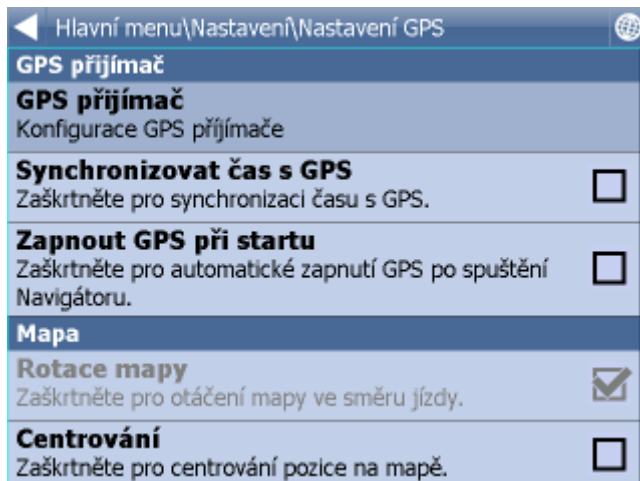 Hlavní menu\Nastavení\Nastavení GPS
GPS přijímač
GPS přijímač
Konfigurace GPS příjímače
Synchronizovat čas s GPS
Zaškrtněte pro synchronizaci času s GPS.
Zapnout GPS při startu
Zaškrtněte pro automatické zapnutí GPS po spuštění
Navigátoru.
Mapa
Rotace mapy
Zaškrtněte pro otáčení mapy ve směru jízdy.
Centrování
Zaškrtněte pro centrování pozice na mapě.